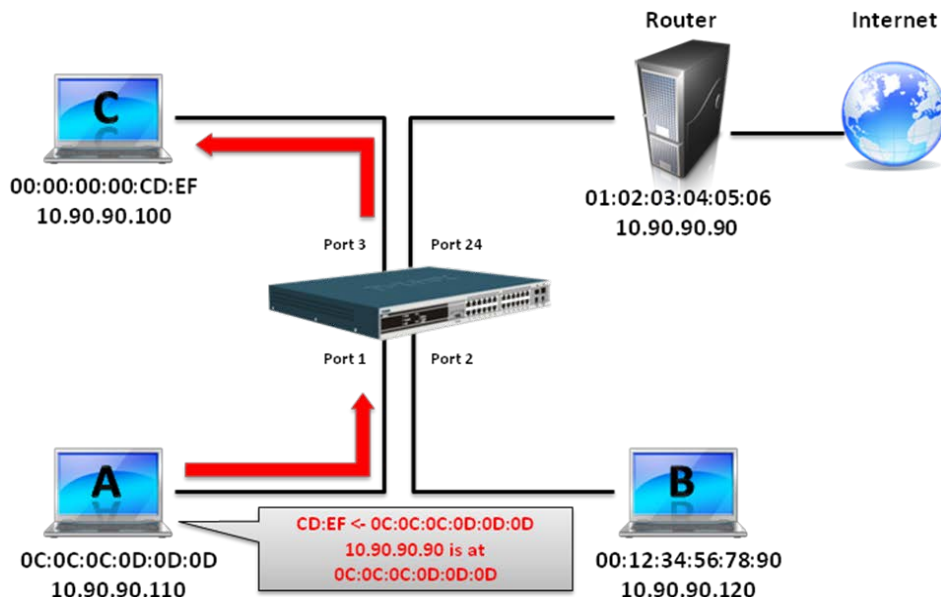 Router
Internet
C
00:00:00:00:CD:EF
10.90.90.100
01:02:03:04:05:06
10.90.90.90
Port 3
Port 24
D-Link
Port 1
Port 2
A
B
CD:EF <- 0C:0C:0C:0D:0D:0D
10.90.90.90 is at
0C:0C:0C:0D:0D:0D
0C:0C:0C:0D:0D:0D
10.90.90.110
00:12:34:56:78:90
10.90.90.120